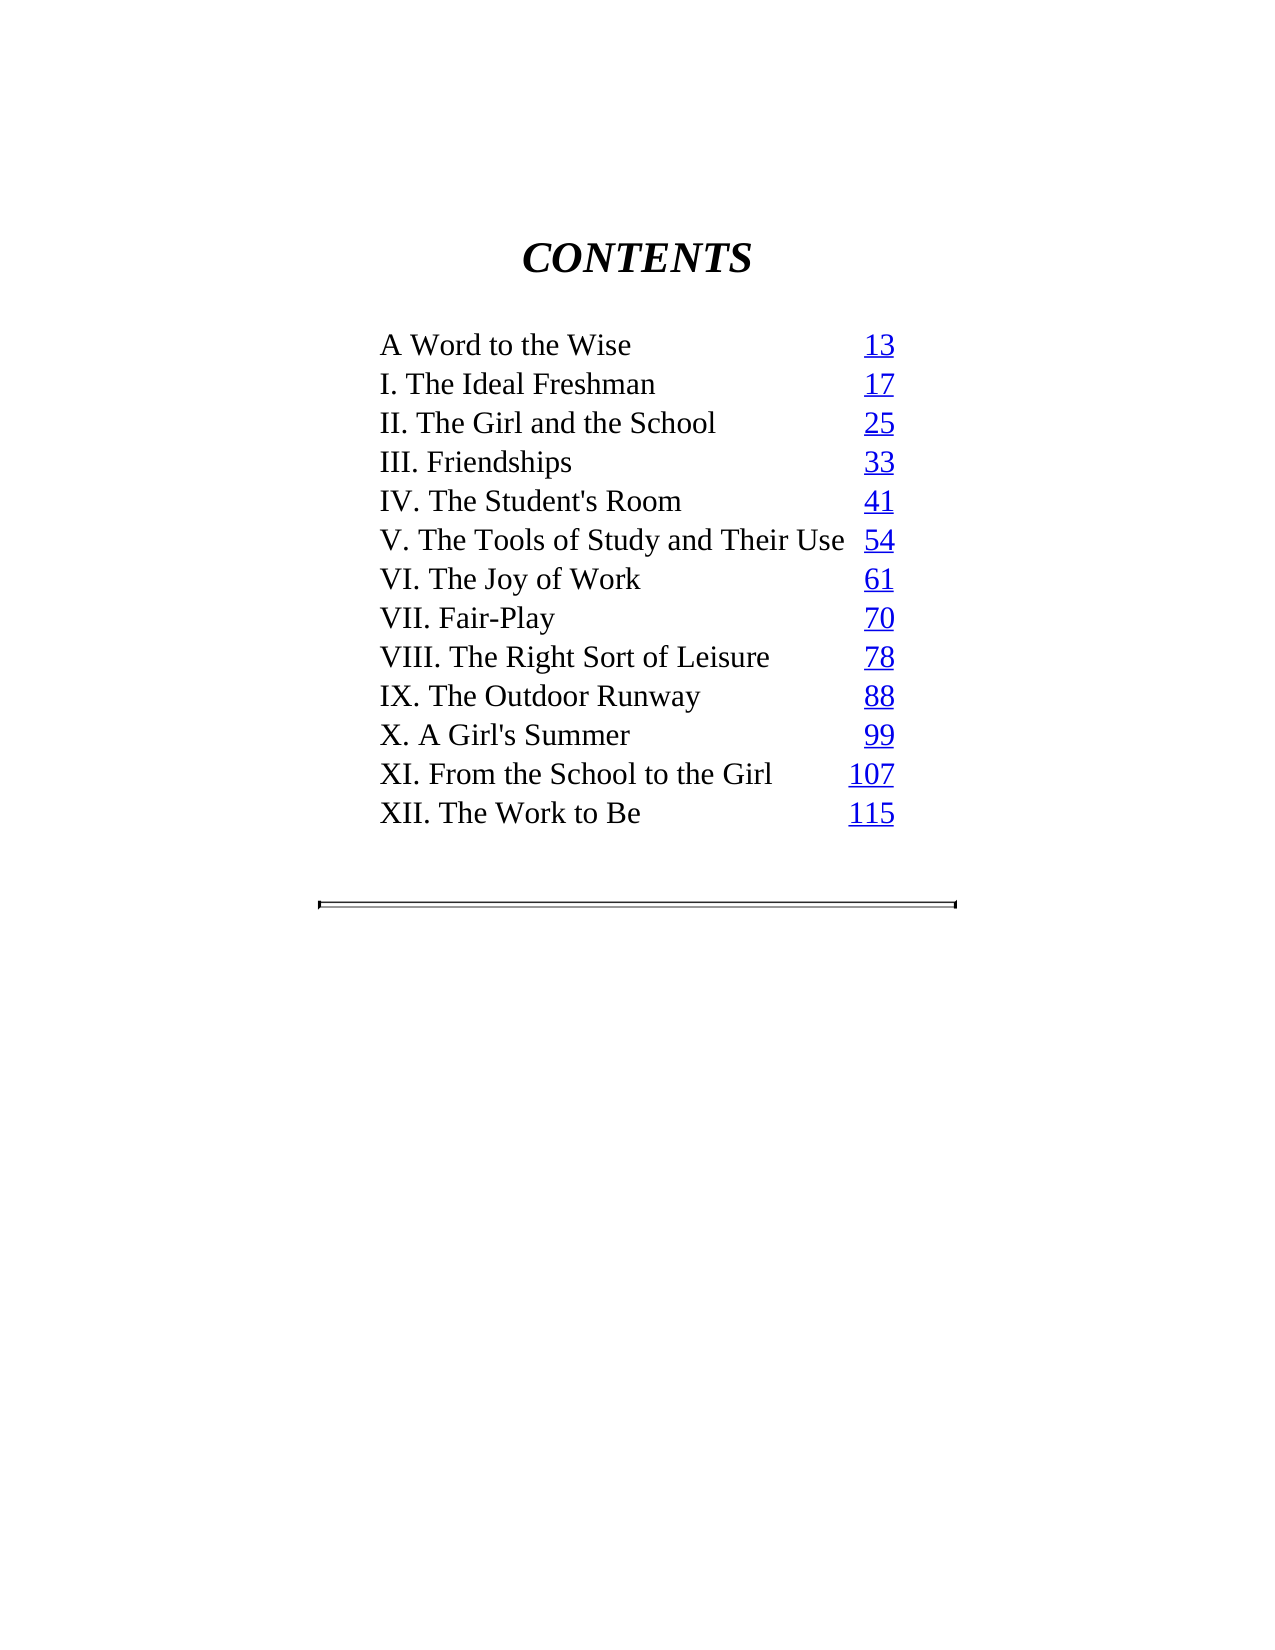 CONTENTS
A Word to the Wise 13
I. The Ideal Freshman 17
II. The Girl and the School 25
III. Friendships 33
IV. The Student's Room 41
V. The Tools of Study and Their Use 54
VI. The Joy of Work 61
VII. Fair-Play 70
VIII. The Right Sort of Leisure 78
IX. The Outdoor Runway 88
X. A Girl's Summer 99
XI. From the School to the Girl 107
XII. The Work to Be 115